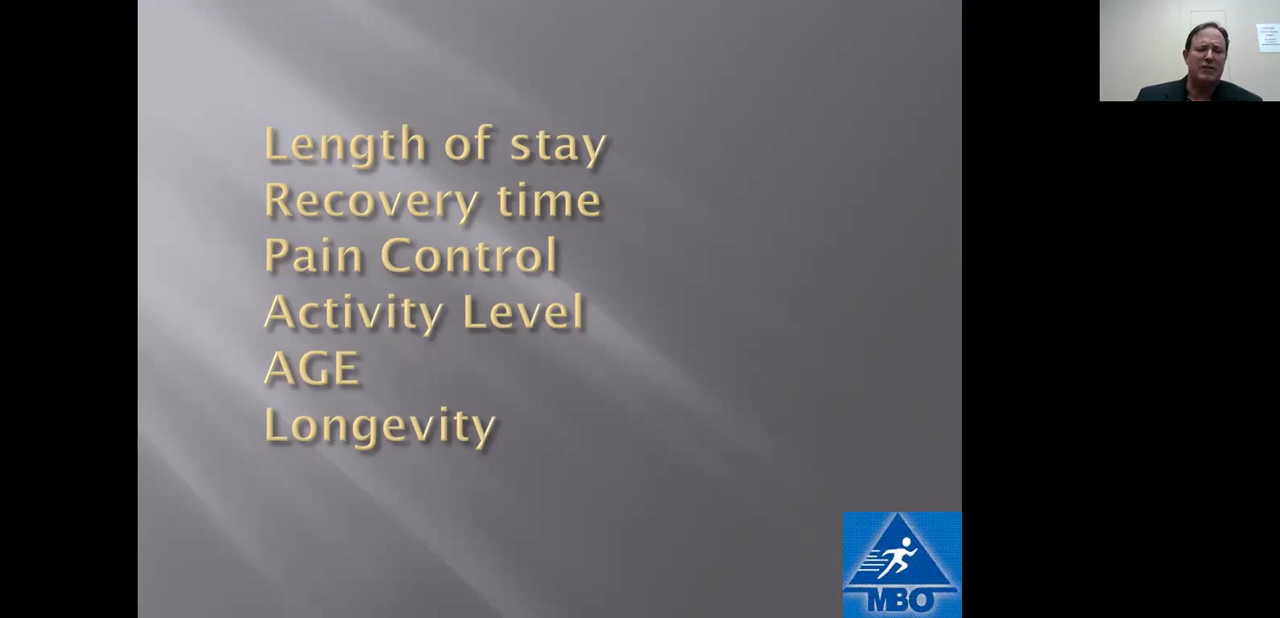 Length of stay
Recovery time
Pain Control
Activity Level
AGE
Longevity
MBO